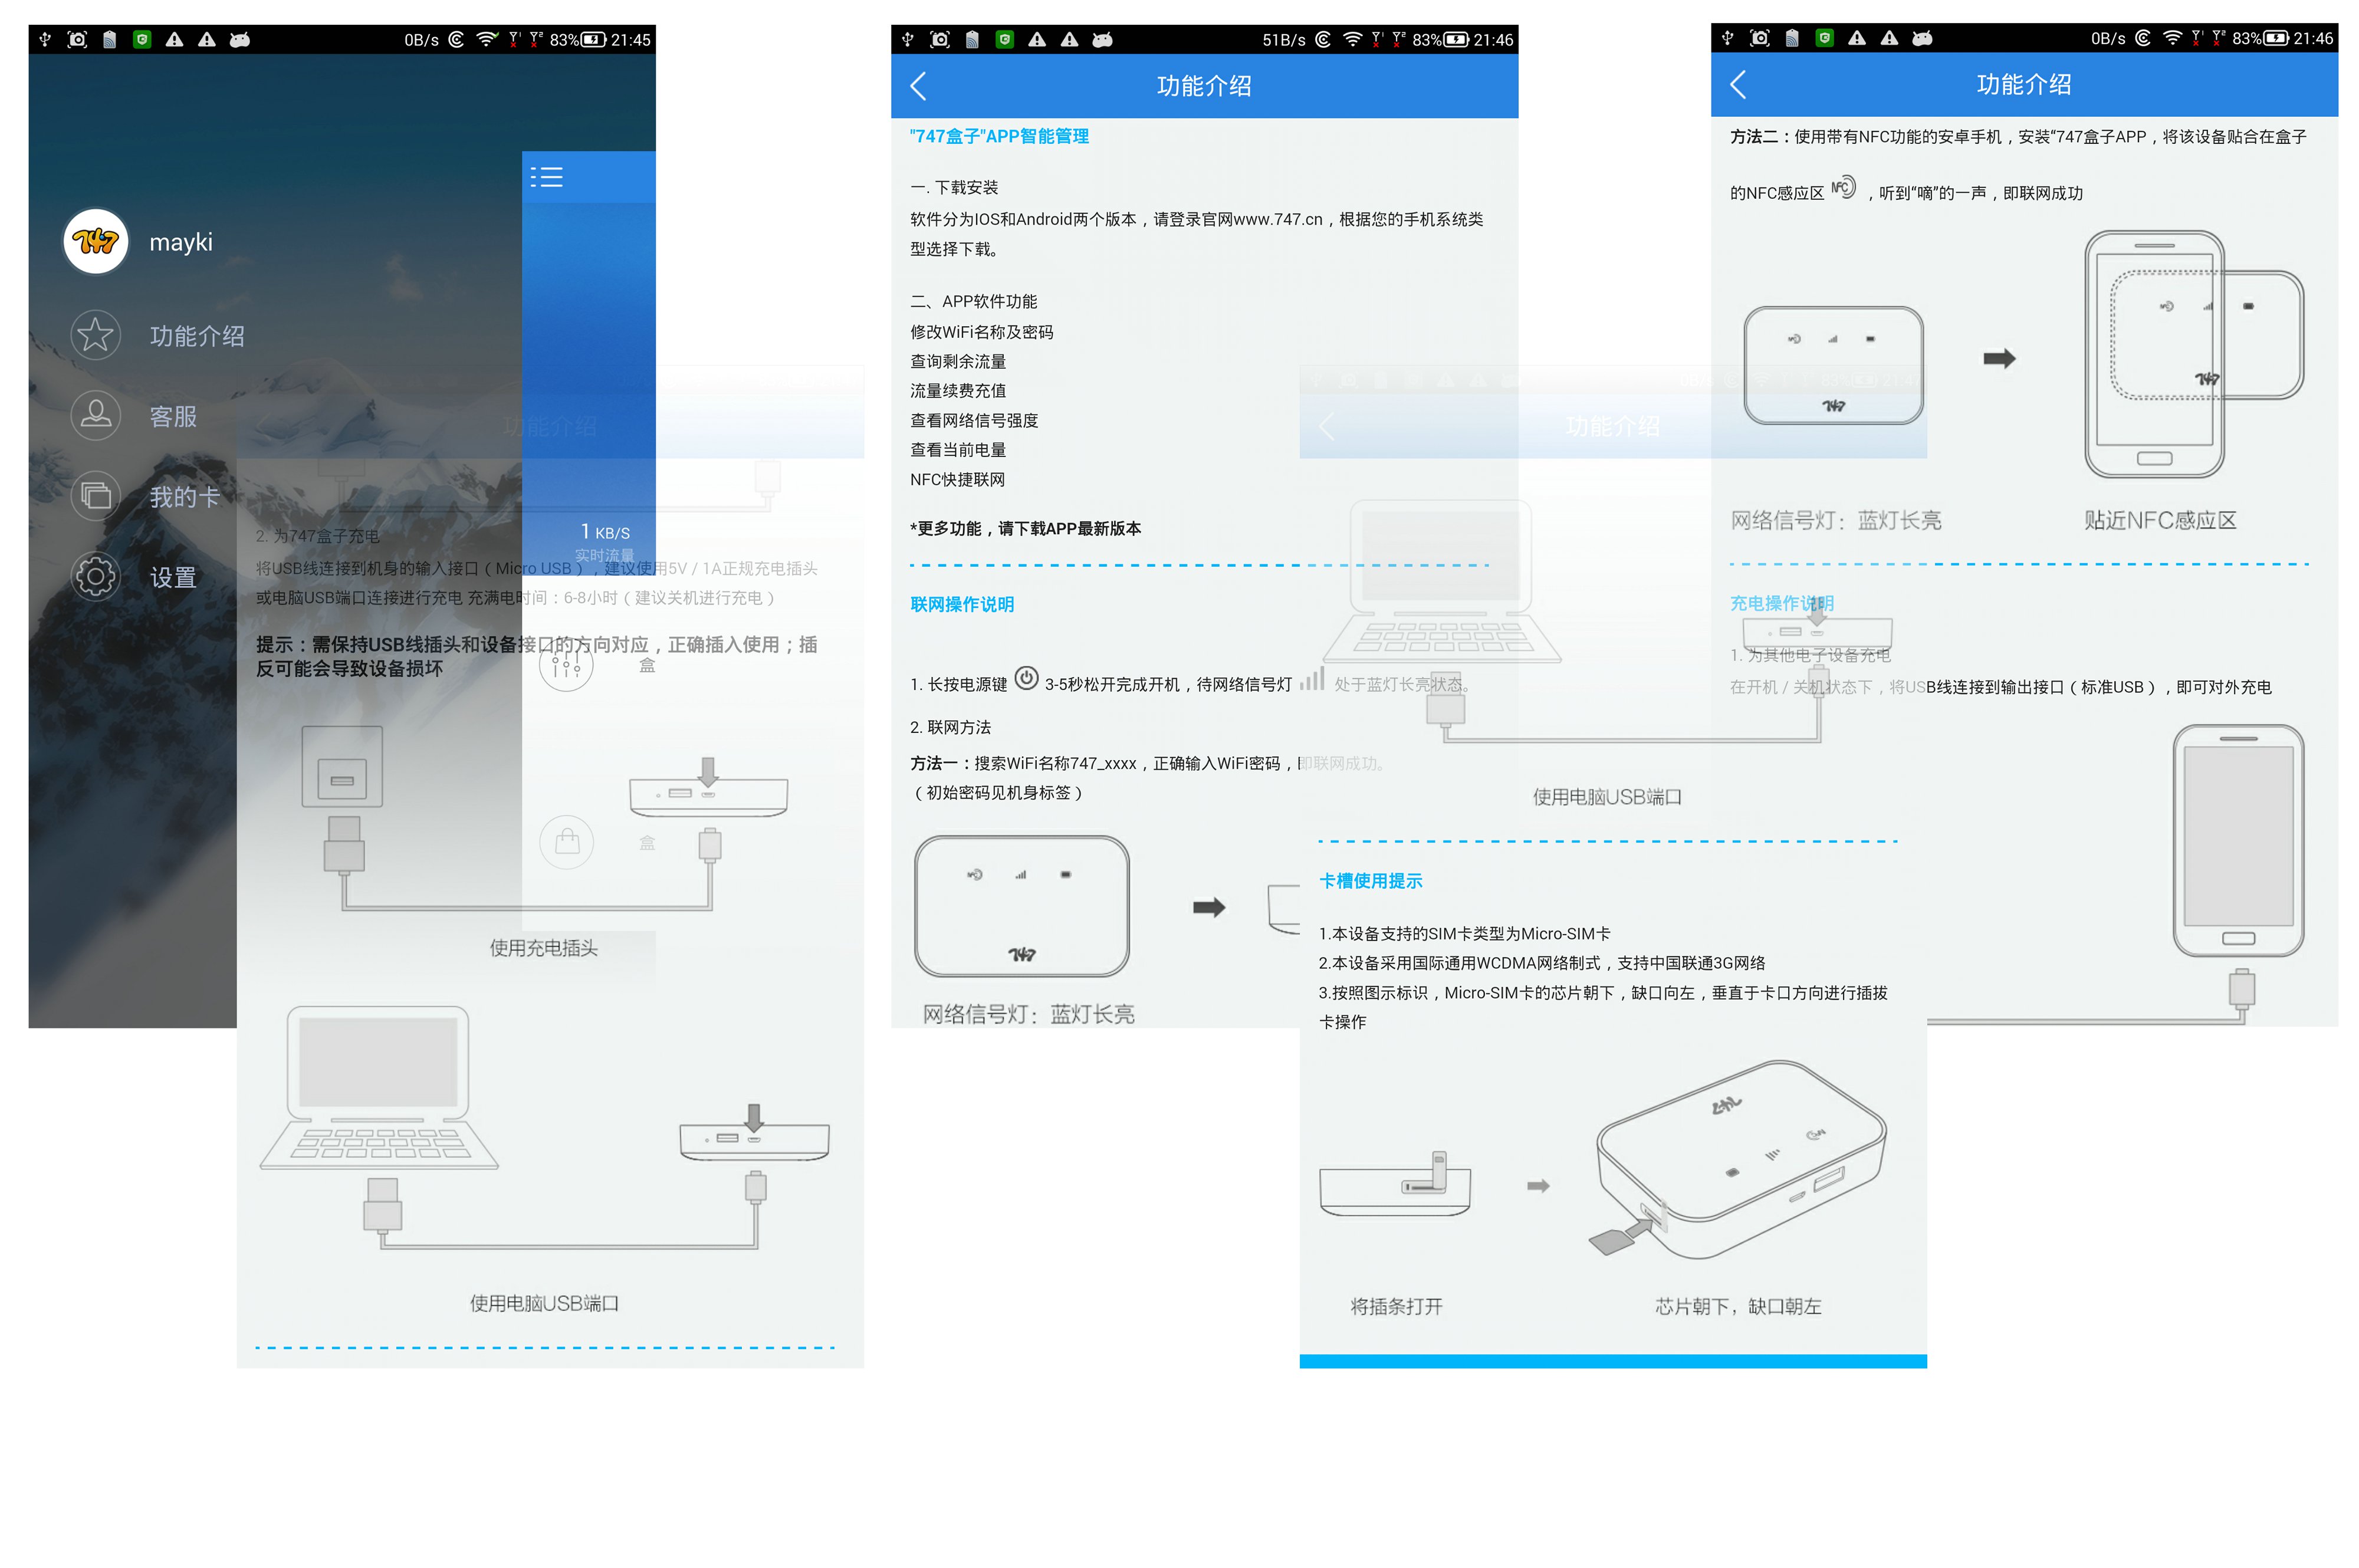 0B/s 83% 21:45
747
mayki
功能介绍
客服
我的卡
设置
1 KB/S
实时流量
盒
盒
功能介绍
2. 为747盒子充电
将USB线连接到机身的输入接口（Micro USB），建议使用5V / 1A正规充电插头
或电脑USB端口连接进行充电 充满电时间：6-8小时（建议关机进行充电）
提示：需保持USB线插头和设备接口的方向对应，正确插入使用；插
反可能会导致设备损坏
使用充电插头
使用电脑USB端口
51B/s 83% 21:46
功能介绍
"747盒子"APP智能管理
一. 下载安装
软件分为IOS和Android两个版本，请登录官网www.747.cn，根据您的手机系统类
型选择下载。
二、APP软件功能
修改WiFi名称及密码
查询剩余流量
流量续费充值
查看网络信号强度
查看当前电量
NFC快捷联网
*更多功能，请下载APP最新版本
联网操作说明
1. 长按电源键 3-5秒松开完成开机，待网络信号灯 处于蓝灯长亮状态。
2. 联网方法
方法一：搜索WiFi名称747_xxxx，正确输入WiFi密码，即联网成功。
（初始密码见机身标签）
747
网络信号灯：蓝灯长亮
功能介绍
使用电脑USB端口
卡槽使用提示
1.本设备支持的SIM卡类型为Micro-SIM卡
2.本设备采用国际通用WCDMA网络制式，支持中国联通3G网络
3.按照图示标识，Micro-SIM卡的芯片朝下，缺口向左，垂直于卡口方向进行插拔
卡操作
747
将插条打开
芯片朝下，缺口朝左
0B/s 83% 21:46
功能介绍
方法二：使用带有NFC功能的安卓手机，安装“747盒子APP，将该设备贴合在盒子
的NFC感应区 NFC ，听到“嘀”的一声，即联网成功
747
747
网络信号灯：蓝灯长亮
贴近NFC感应区
充电操作说明
1. 为其他电子设备充电
在开机 / 关机状态下，将USB线连接到输出接口（标准USB），即可对外充电